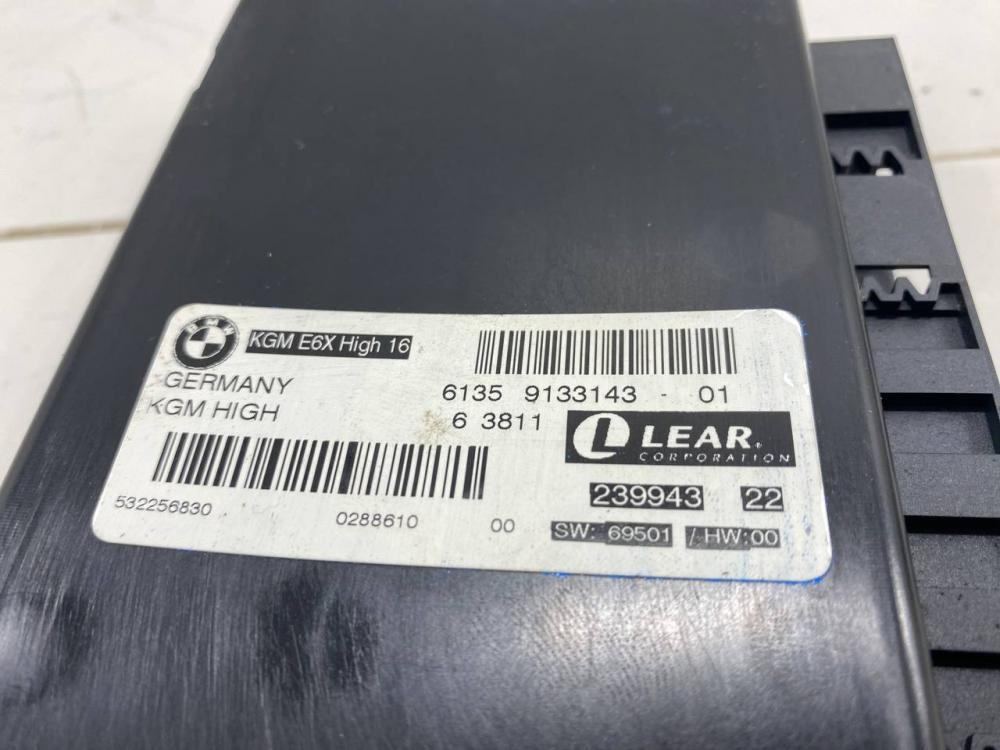 BMW KGM E6X High 16
GERMANY
KGM HIGH
6135 9133143 - 01
6 3811
LEAR.
CORPORATION
239943 22
532256830 0288610 00
SW: 69501 / HW:00